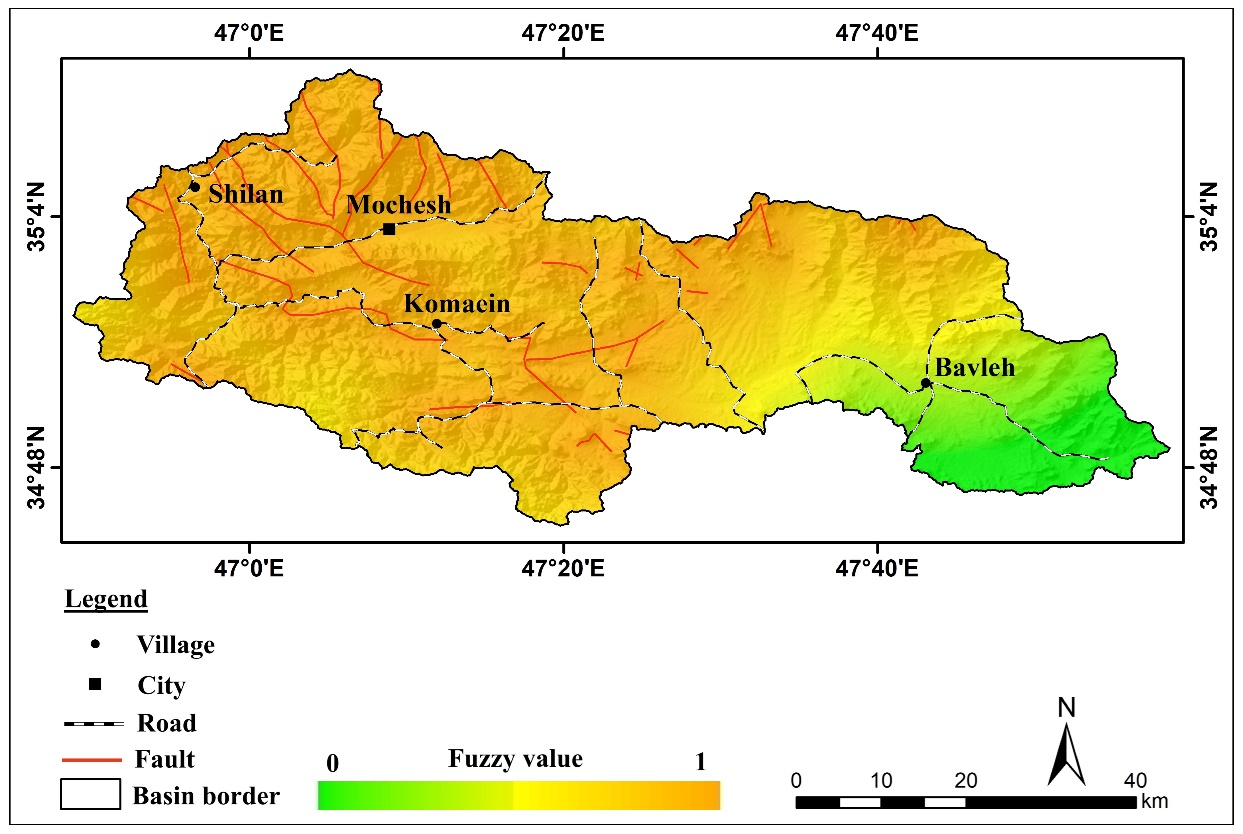 47°0'E 47°20'E 47°40'E
35°4'N 35°4'N
Shilan
Mochesh
Komaein
Bavleh
34°48'N 34°48'N
47°0'E 47°20'E 47°40'E
Legend
Village
City
Road
Fault
Basin border
0 Fuzzy value 1
N
0 10 20 40
km